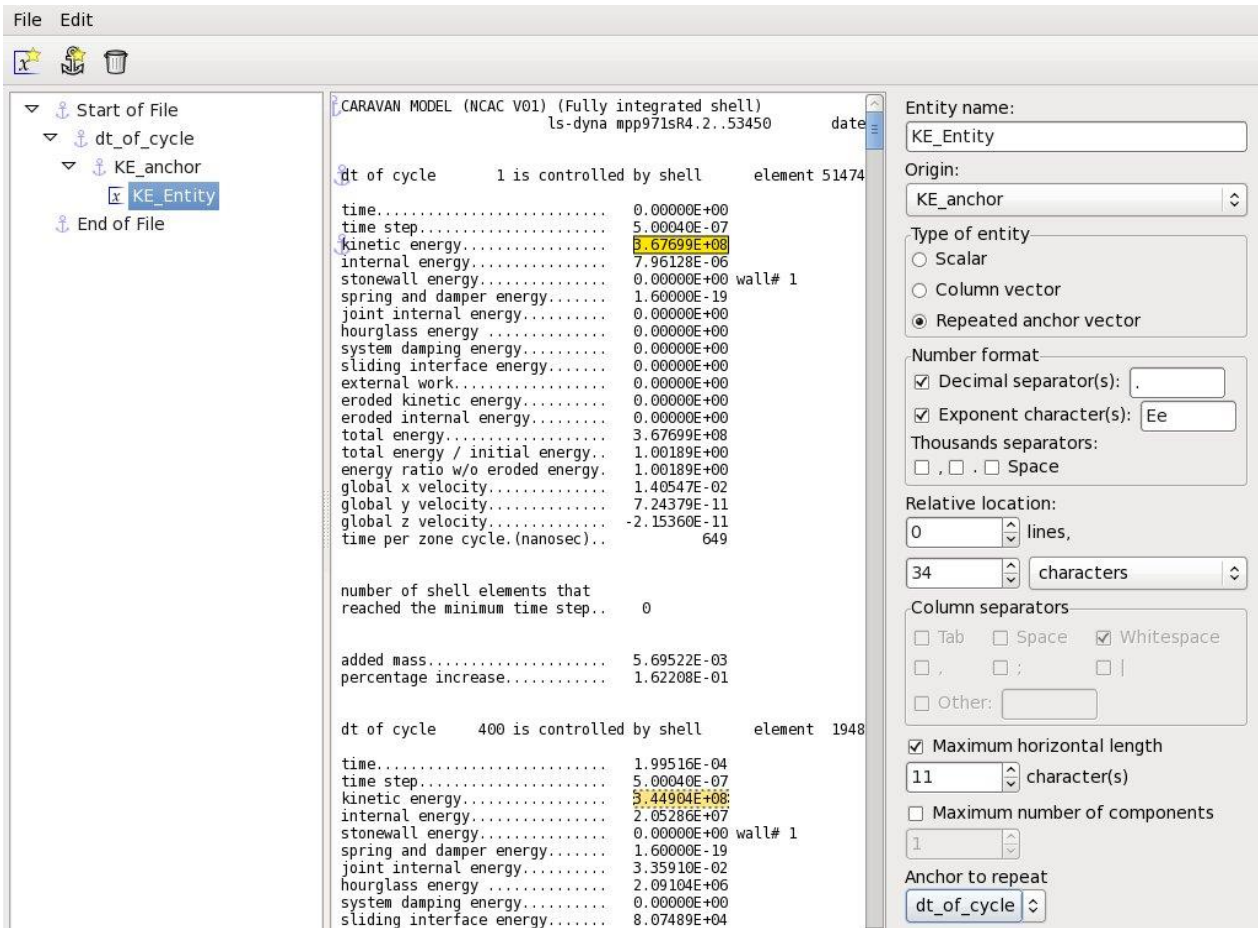 File Edit
Start of File
dt_of_cycle
KE_anchor
x KE_Entity
End of File
CARAVAN MODEL (NCAC V01) (Fully integrated shell)
ls-dyna mpp971sR4.2..53450 date
dt of cycle 1 is controlled by shell element 51474
time........................... 0.00000E+00
time step...................... 5.00040E-07
kinetic energy................. 3.67699E+08
internal energy................ 7.96128E-06
stonewall energy............... 0.00000E+00 wall# 1
spring and damper energy....... 1.60000E-19
joint internal energy.......... 0.00000E+00
hourglass energy .............. 0.00000E+00
system damping energy.......... 0.00000E+00
sliding interface energy....... 0.00000E+00
external work.................. 0.00000E+00
eroded kinetic energy.......... 0.00000E+00
eroded internal energy......... 0.00000E+00
total energy................... 3.67699E+08
total energy / initial energy.. 1.00189E+00
energy ratio w/o eroded energy. 1.00189E+00
global x velocity.............. 1.40547E-02
global y velocity.............. 7.24379E-11
global z velocity.............. -2.15360E-11
time per zone cycle.(nanosec).. 649
number of shell elements that
reached the minimum time step.. 0
added mass..................... 5.69522E-03
percentage increase............ 1.62208E-01
dt of cycle 400 is controlled by shell element 1948
time........................... 1.99516E-04
time step...................... 5.00040E-07
kinetic energy................. 3.44904E+08
internal energy................ 2.05286E+07
stonewall energy............... 0.00000E+00 wall# 1
spring and damper energy....... 1.60000E-19
joint internal energy.......... 3.35910E-02
hourglass energy .............. 2.09104E+06
system damping energy.......... 0.00000E+00
sliding interface energy....... 8.07489E+04
Entity name:
KE_Entity
Origin:
KE_anchor
Type of entity
Scalar
Column vector
Repeated anchor vector
Number format
Decimal separator(s): .
Exponent character(s): Ee
Thousands separators:
, . Space
Relative location:
0 lines,
34 characters
Column separators
Tab Space Whitespace
, ; |
Other:
Maximum horizontal length
11 character(s)
Maximum number of components
1
Anchor to repeat
dt_of_cycle